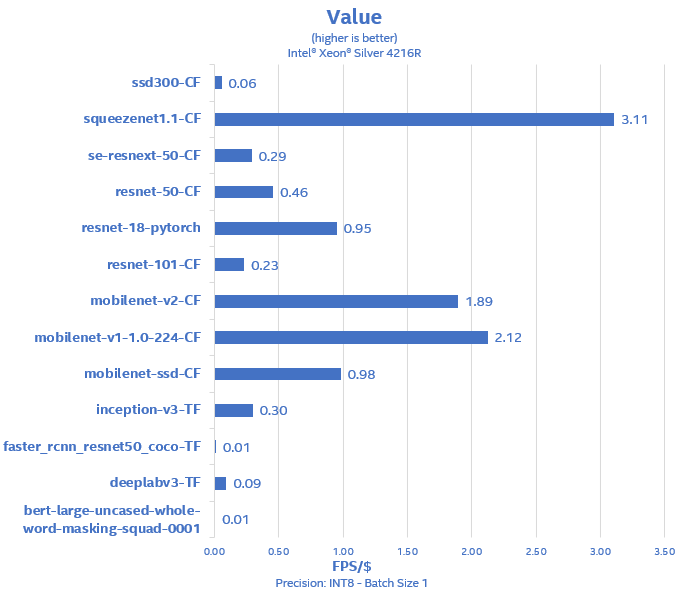 Value
(higher is better)
Intel® Xeon® Silver 4216R
ssd300-CF 0.06
squeezenet1.1-CF 3.11
se-resnext-50-CF 0.29
resnet-50-CF 0.46
resnet-18-pytorch 0.95
resnet-101-CF 0.23
mobilenet-v2-CF 1.89
mobilenet-v1-1.0-224-CF 2.12
mobilenet-ssd-CF 0.98
inception-v3-TF 0.30
faster_rcnn_resnet50_coco-TF 0.01
deeplabv3-TF 0.09
bert-large-uncased-whole-
word-masking-squad-0001 0.01
0.00 0.50 1.00 1.50 2.00 2.50 3.00 3.50
FPS/$
Precision: INT8 - Batch Size 1